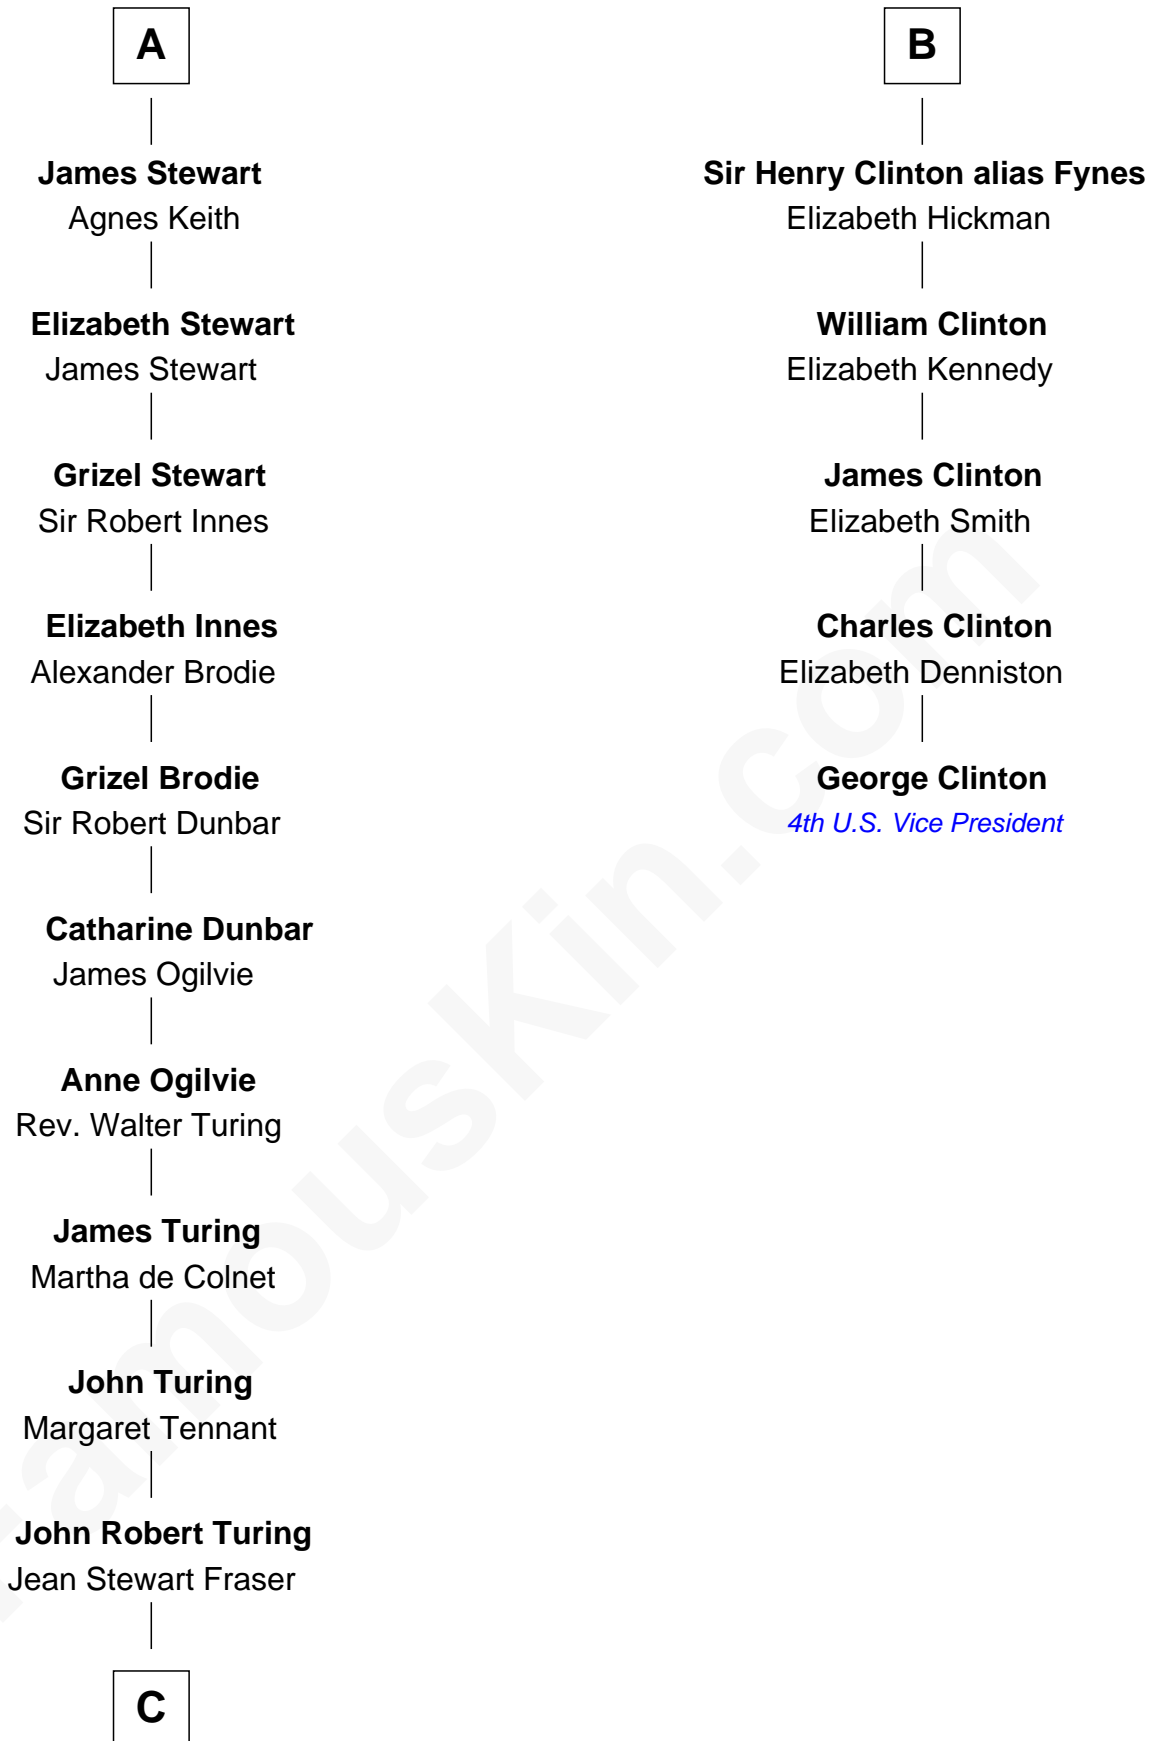 A
James Stewart
Agnes Keith
Elizabeth Stewart
James Stewart
Grizel Stewart
Sir Robert Innes
Elizabeth Innes
Alexander Brodie
Grizel Brodie
Sir Robert Dunbar
Catharine Dunbar
James Ogilvie
Anne Ogilvie
Rev. Walter Turing
James Turing
Martha de Colnet
John Turing
Margaret Tennant
John Robert Turing
Jean Stewart Fraser
C
B
Sir Henry Clinton alias Fynes
Elizabeth Hickman
William Clinton
Elizabeth Kennedy
James Clinton
Elizabeth Smith
Charles Clinton
Elizabeth Denniston
George Clinton
4th U.S. Vice President
FamousKin.com